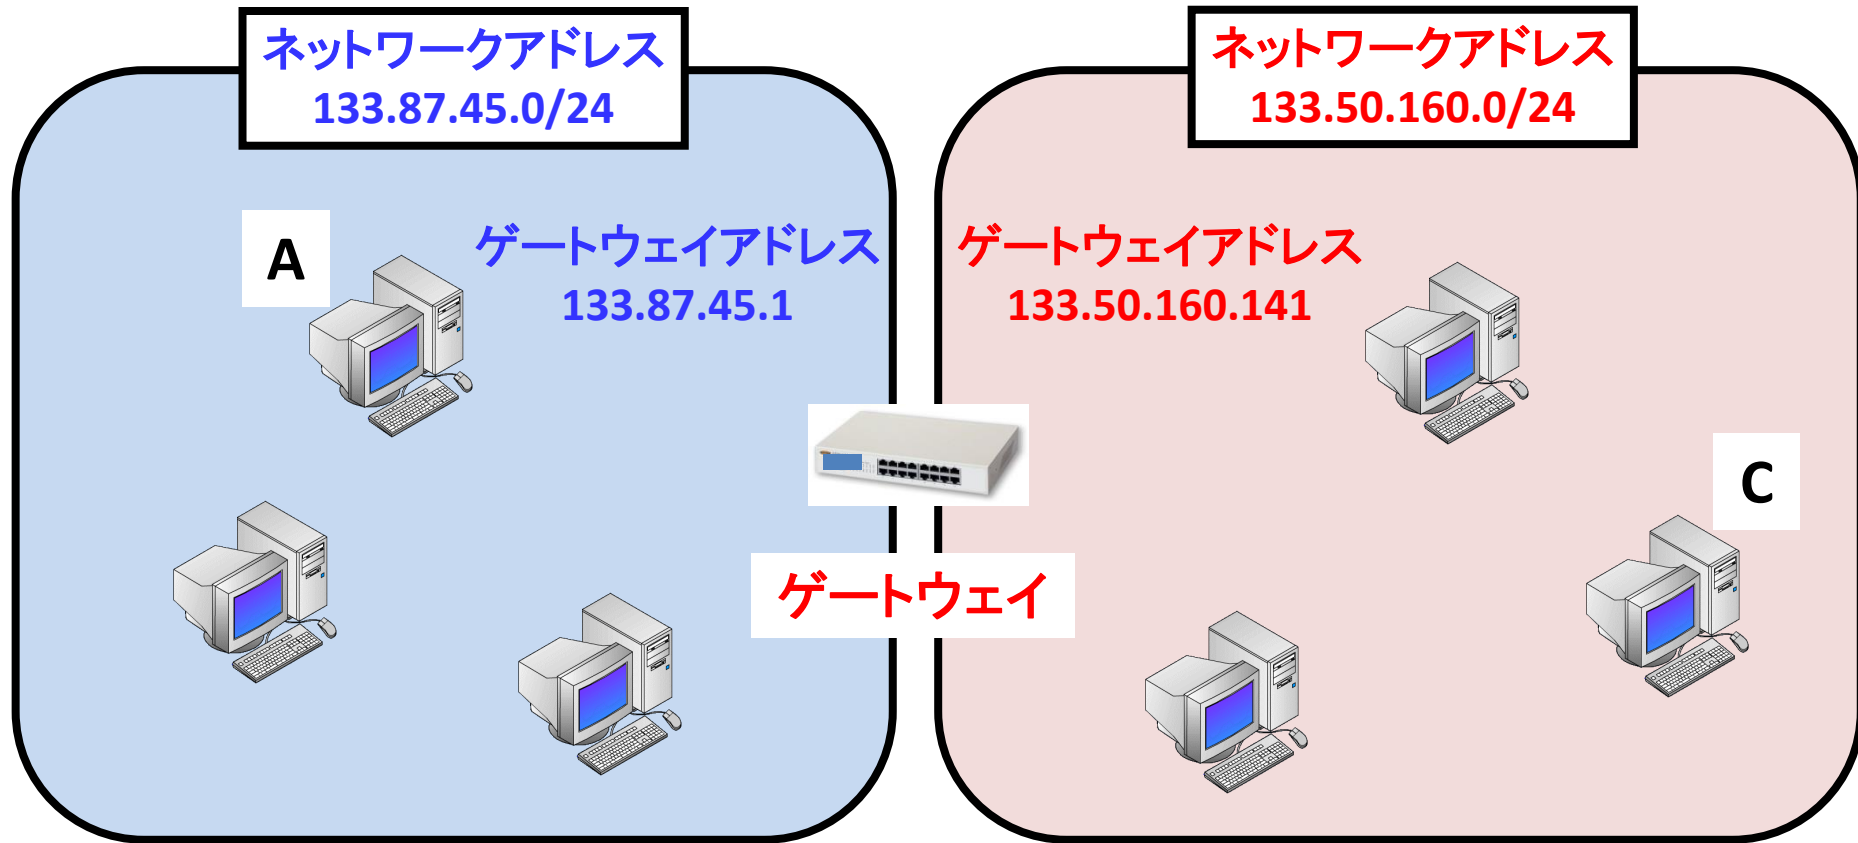 ネットワークアドレス
133.87.45.0/24
ネットワークアドレス
133.50.160.0/24
A
ゲートウェイアドレス
133.87.45.1
ゲートウェイアドレス
133.50.160.141
C
ゲートウェイ